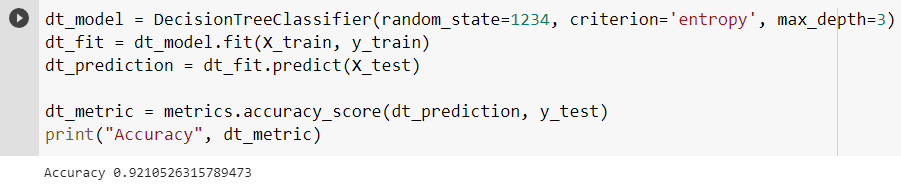 dt_model = DecisionTreeClassifier(random_state=1234, criterion='entropy', max_depth=3)
dt_fit = dt_model.fit(X_train, y_train)
dt_prediction = dt_fit.predict(X_test)
dt_metric = metrics.accuracy_score(dt_prediction, y_test)
print("Accuracy", dt_metric)
Accuracy 0.9210526315789473